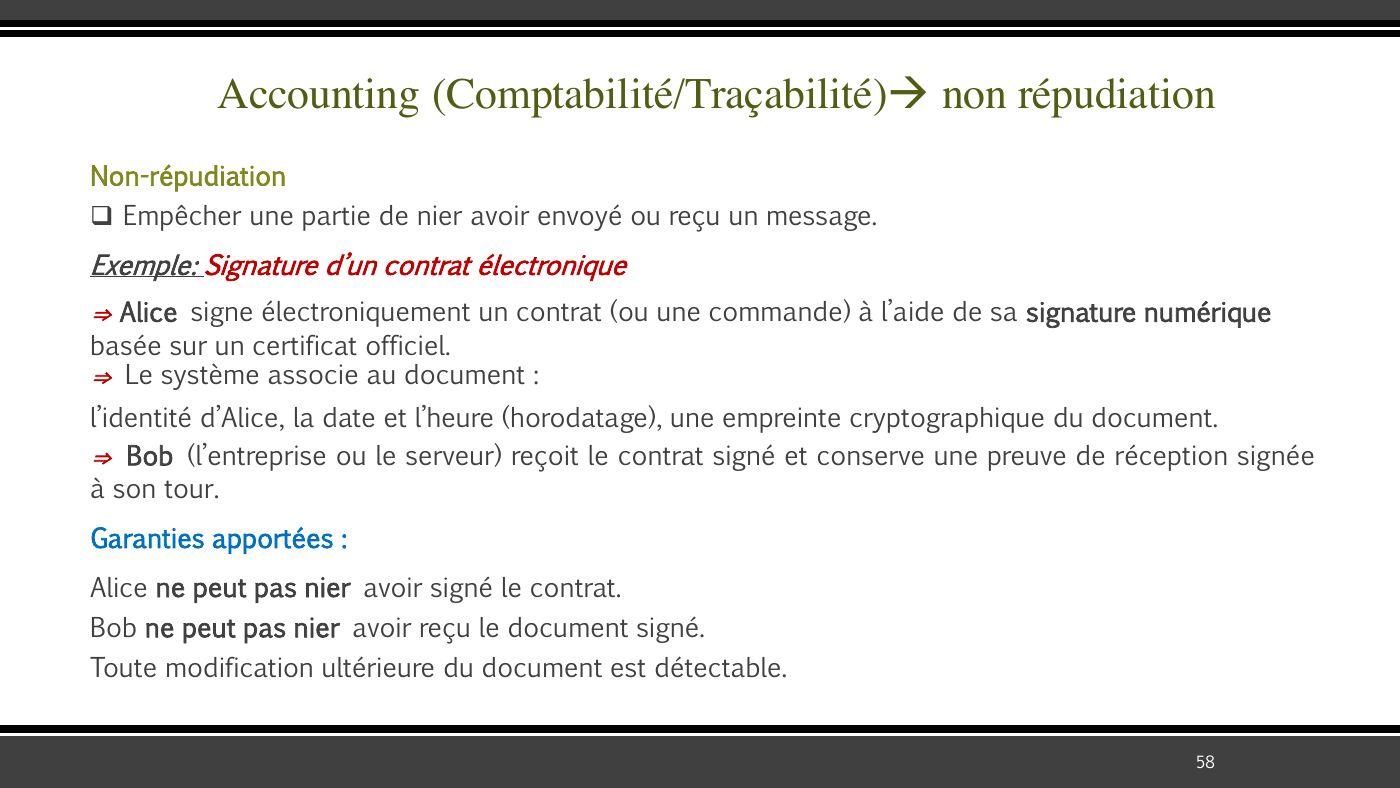 Accounting (Comptabilité/Traçabilité)→ non répudiation
Non-répudiation
❑ Empêcher une partie de nier avoir envoyé ou reçu un message.
Exemple: Signature d’un contrat électronique
⇒ Alice signe électroniquement un contrat (ou une commande) à l’aide de sa signature numérique
basée sur un certificat officiel.
⇒ Le système associe au document :
l’identité d’Alice, la date et l’heure (horodatage), une empreinte cryptographique du document.
⇒ Bob (l’entreprise ou le serveur) reçoit le contrat signé et conserve une preuve de réception signée
à son tour.
Garanties apportées :
Alice ne peut pas nier avoir signé le contrat.
Bob ne peut pas nier avoir reçu le document signé.
Toute modification ultérieure du document est détectable.
58